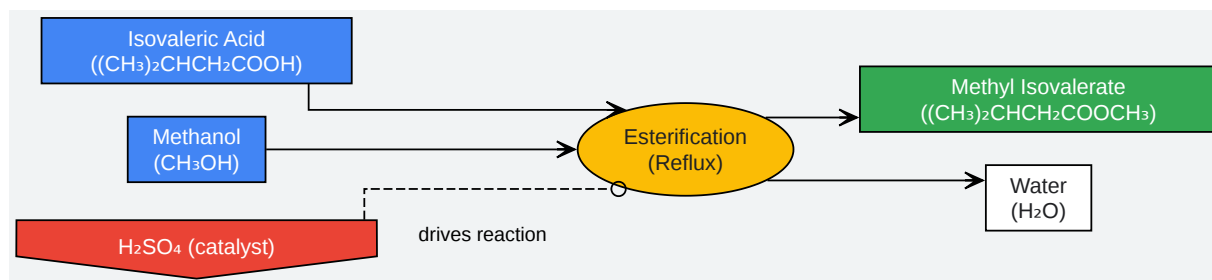 Isovaleric Acid
((CH₃)₂CHCH₂COOH)
Methanol
(CH₃OH)
H₂SO₄ (catalyst)
drives reaction
Esterification
(Reflux)
Methyl Isovalerate
((CH₃)₂CHCH₂COOCH₃)
Water
(H₂O)